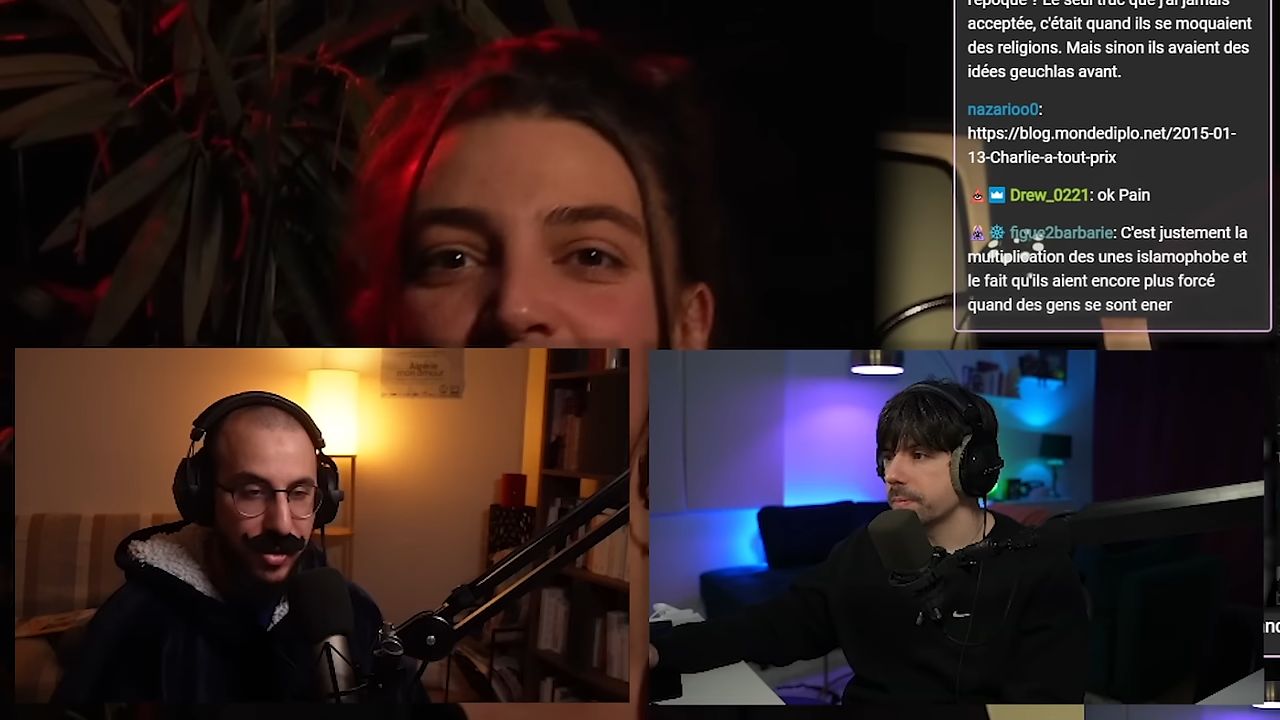 l'époque ? Le seul truc que j'ai jamais
acceptée, c'était quand ils se moquaient
des religions. Mais sinon ils avaient des
idées geuchlas avant.
nazarioo0:
https://blog.mondediplo.net/2015-01-
13-Charlie-a-tout-prix
Drew_0221: ok Pain
figue2barbarie: C'est justement la
multiplication des unes islamophobe et
le fait qu'ils aient encore plus forcé
quand des gens se sont ener
Algérie
mon amour